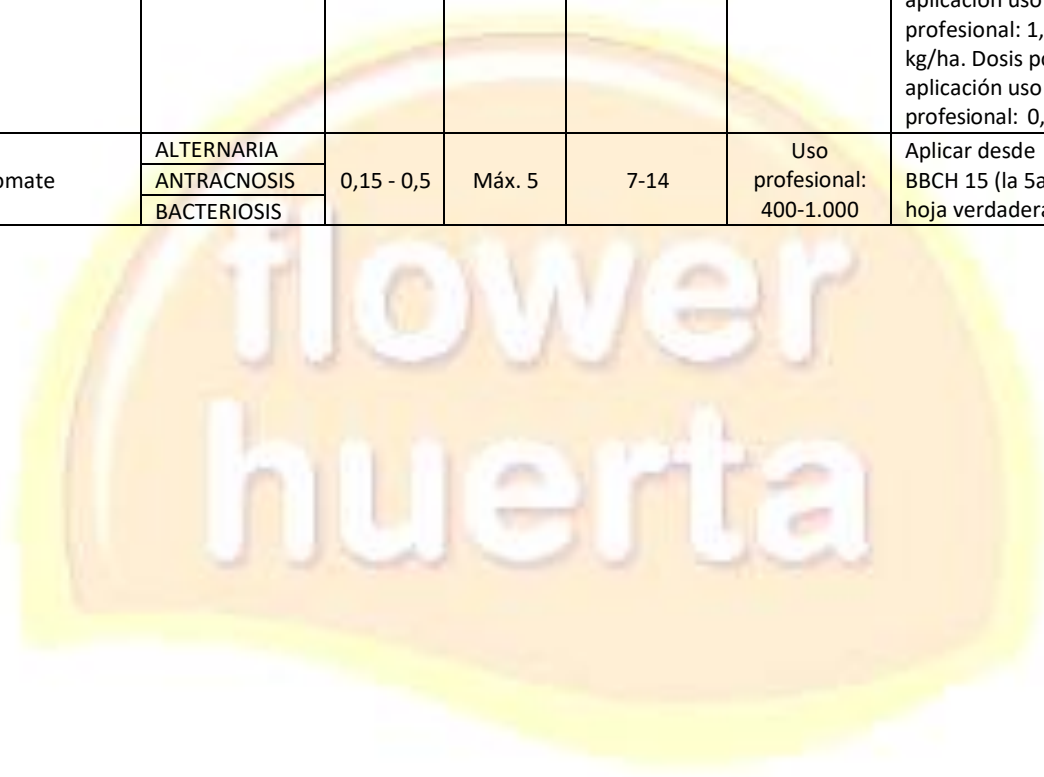 aplicación uso
profesional: 1,
kg/ha. Dosis
aplicación uso
profesional: 0,
omate
ALTERNARIA
ANTRACNOSIS
BACTERIOSIS
0,15 - 0,5
Máx. 5
7-14
Uso
profesional:
400-1.000
Aplicar desde
BBCH 15 (la 5a
hoja verdadera
flower
huerta